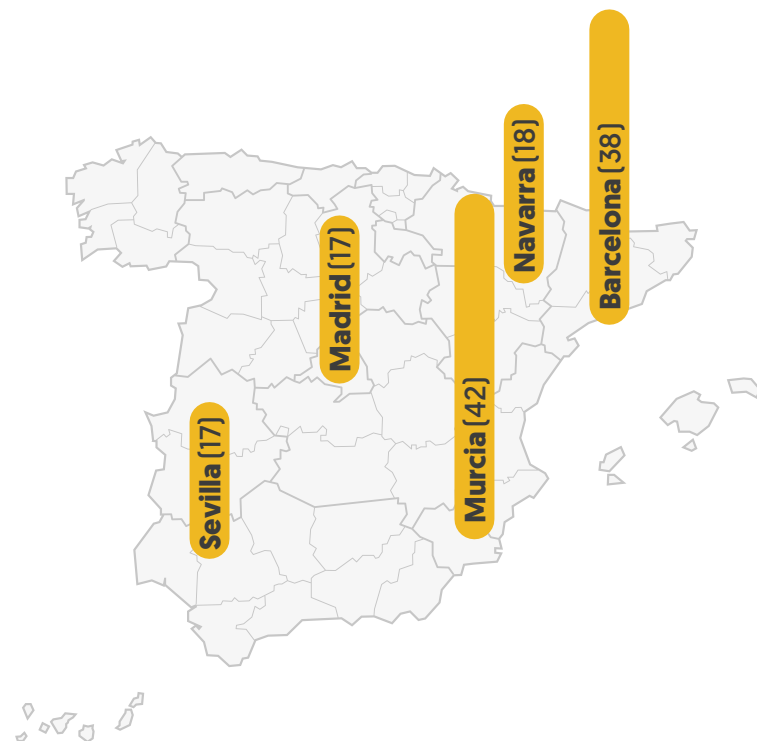 Barcelona (38)
Navarra (18)
Madrid (17)
Murcia (42)
Sevilla (17)